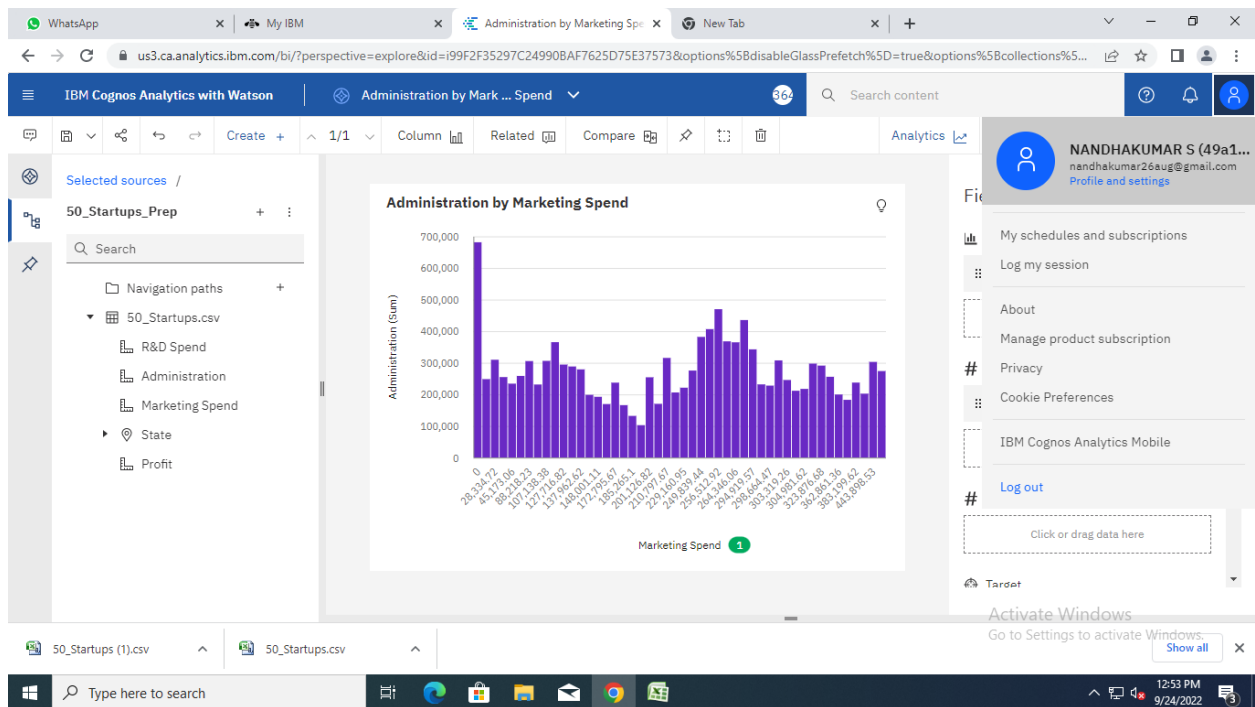 WhatsApp
My IBM
Administration by Marketing Spe
New Tab
us3.ca.analytics.ibm.com/bi/?perspective=explore&id=i99F2F35297C24990BAF7625D75E37573&options%5BdisableGlassPrefetch%5D=true&options%5Bcollections%5...
IBM Cognos Analytics with Watson
Administration by Mark ... Spend
364
Search content
Create +
1/1
Column
Related
Compare
Analytics
NANDHAKUMAR S (49a1...
nandhakumar26aug@gmail.com
Profile and settings
My schedules and subscriptions
Log my session
About
Manage product subscription
Privacy
Cookie Preferences
IBM Cognos Analytics Mobile
Log out
Selected sources /
50_Startups_Prep
Search
Navigation paths
50_Startups.csv
R&D Spend
Administration
Marketing Spend
State
Profit
Administration by Marketing Spend
Administration (Sum)
700,000
600,000
500,000
400,000
300,000
200,000
100,000
0
0
28,334.72
45,173.06
88,218.23
107,138.38
127,716.82
137,962.62
148,001.11
172,795.67
185,265.1
201,126.82
210,797.67
229,160.95
249,839.44
256,512.92
264,346.06
294,919.57
298,664.47
303,319.26
304,981.62
323,876.68
362,861.36
383,199.62
443,898.53
Marketing Spend 1
#
#
Click or drag data here
Target
Activate Windows
Go to Settings to activate Windows.
50_Startups (1).csv
50_Startups.csv
Show all
Type here to search
12:53 PM
9/24/2022
3